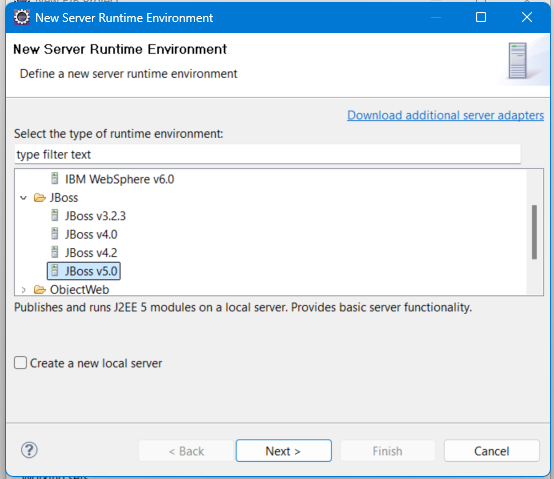 New Server Runtime Environment
New Server Runtime Environment
Define a new server runtime environment
Download additional server adapters
Select the type of runtime environment:
type filter text
IBM WebSphere v6.0
JBoss
JBoss v3.2.3
JBoss v4.0
JBoss v4.2
JBoss v5.0
ObjectWeb
Publishes and runs J2EE 5 modules on a local server. Provides basic server functionality.
Create a new local server
?
< Back
Next >
Finish
Cancel